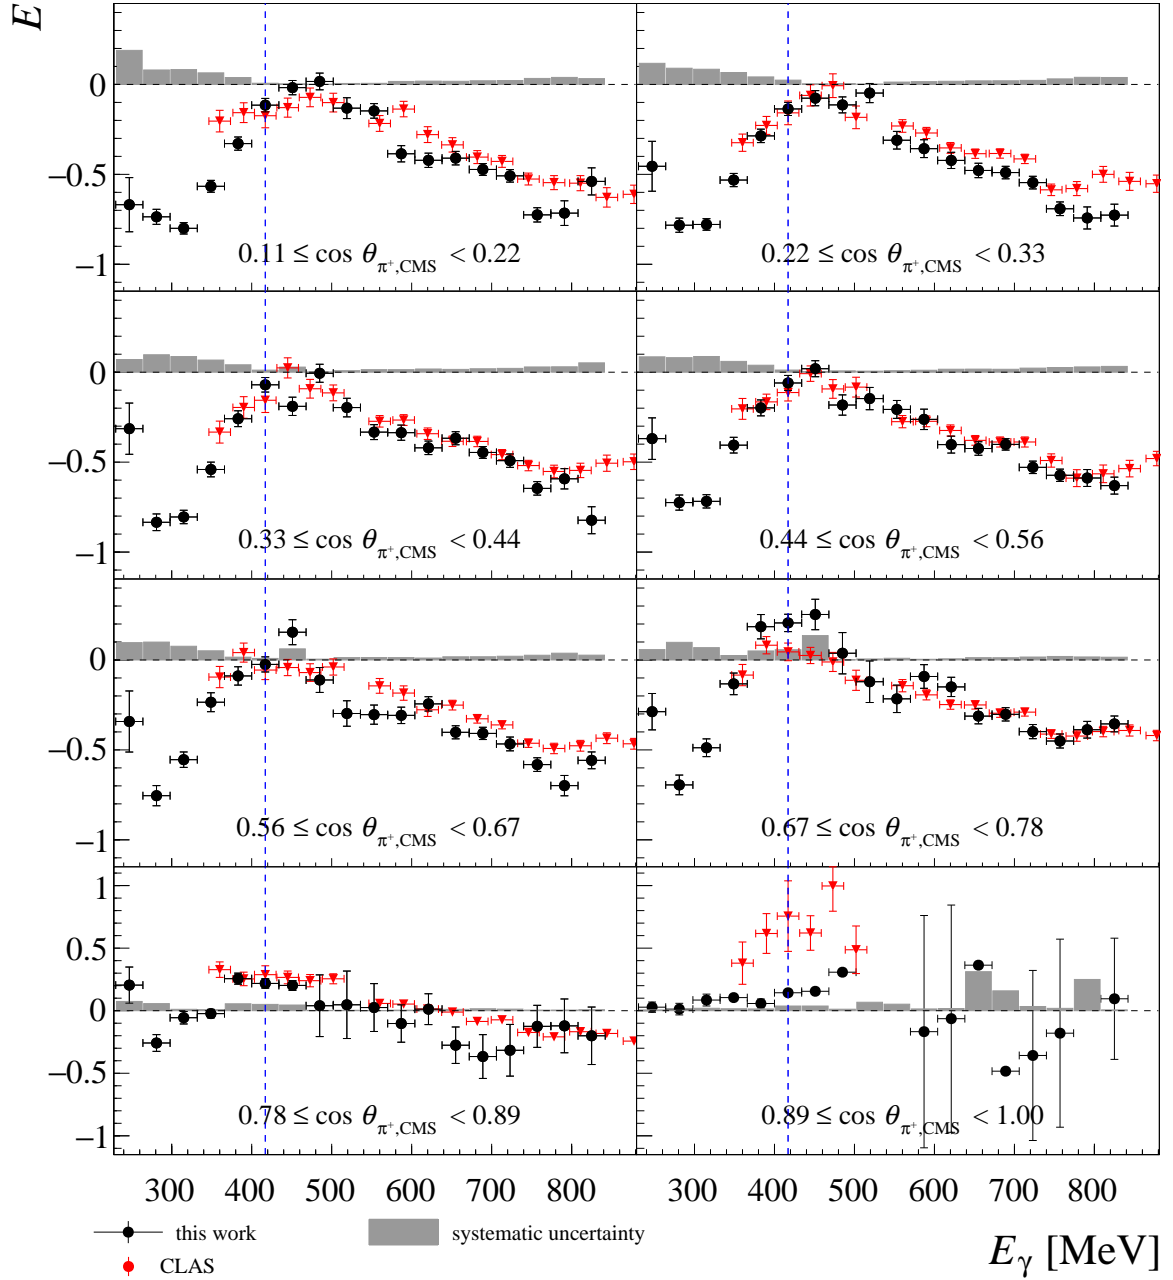 E
0
−0.5
−1
0.11 ≤ cos θπ+,CMS < 0.22
0.22 ≤ cos θπ+,CMS < 0.33
0
−0.5
−1
0.33 ≤ cos θπ+,CMS < 0.44
0.44 ≤ cos θπ+,CMS < 0.56
0
−0.5
−1
0.56 ≤ cos θπ+,CMS < 0.67
0.67 ≤ cos θπ+,CMS < 0.78
1
0.5
0
−0.5
−1
0.78 ≤ cos θπ+,CMS < 0.89
0.89 ≤ cos θπ+,CMS < 1.00
300 400 500 600 700 800 300 400 500 600 700 800
this work systematic uncertainty
CLAS
Eγ [MeV]